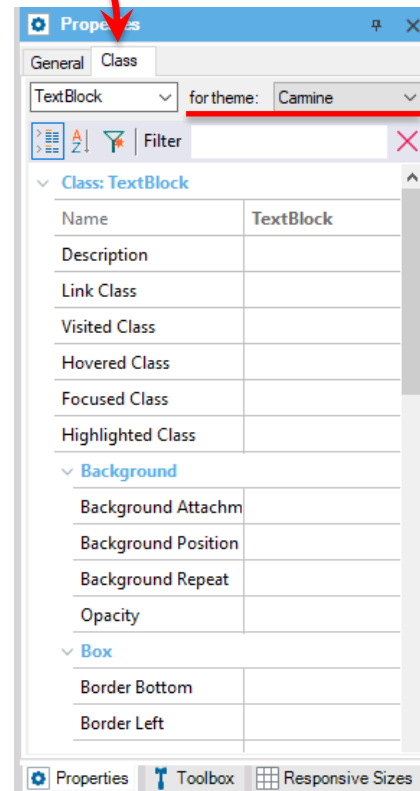 Properties
General Class
TextBlock for theme: Carmine
Filter
Class: TextBlock
Name TextBlock
Description
Link Class
Visited Class
Hovered Class
Focused Class
Highlighted Class
Background
Background Attachm
Background Position
Background Repeat
Opacity
Box
Border Bottom
Border Left
Properties Toolbox Responsive Sizes